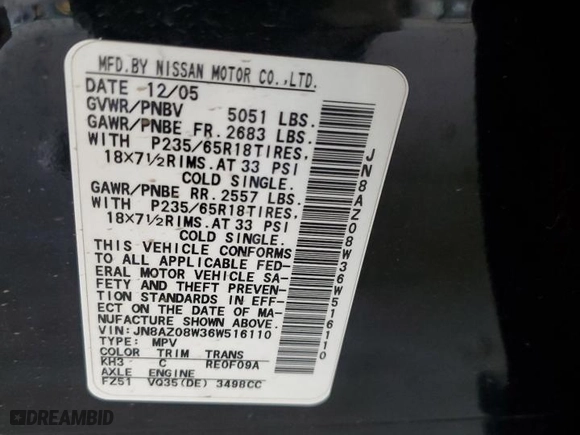 MFD.BY NISSAN MOTOR CO.,LTD.
DATE 12/05
GVWR/PNBV 5051 LBS.
GAWR/PNBE FR. 2683 LBS.
WITH P235/65R18TIRES,
18×7½RIMS.AT 33 PSI
COLD SINGLE.
GAWR/PNBE RR. 2557 LBS.
WITH P235/65R18TIRES,
18×7½RIMS.AT 33 PSI
COLD SINGLE.
THIS VEHICLE CONFORMS
TO ALL APPLICABLE FED-
ERAL MOTOR VEHICLE SA-
FETY AND THEFT PREVEN-
TION STANDARDS IN EFF-
ECT ON THE DATE OF MA-
NUFACTURE SHOWN ABOVE.
VIN:JN8AZ08W36W516110
TYPE: MPV
COLOR TRIM TRANS
KH3 C RE0F09A
AXLE ENGINE
FZ51 VQ35(DE) 3498CC
JN8AZ08W36W516110
DREAMBID